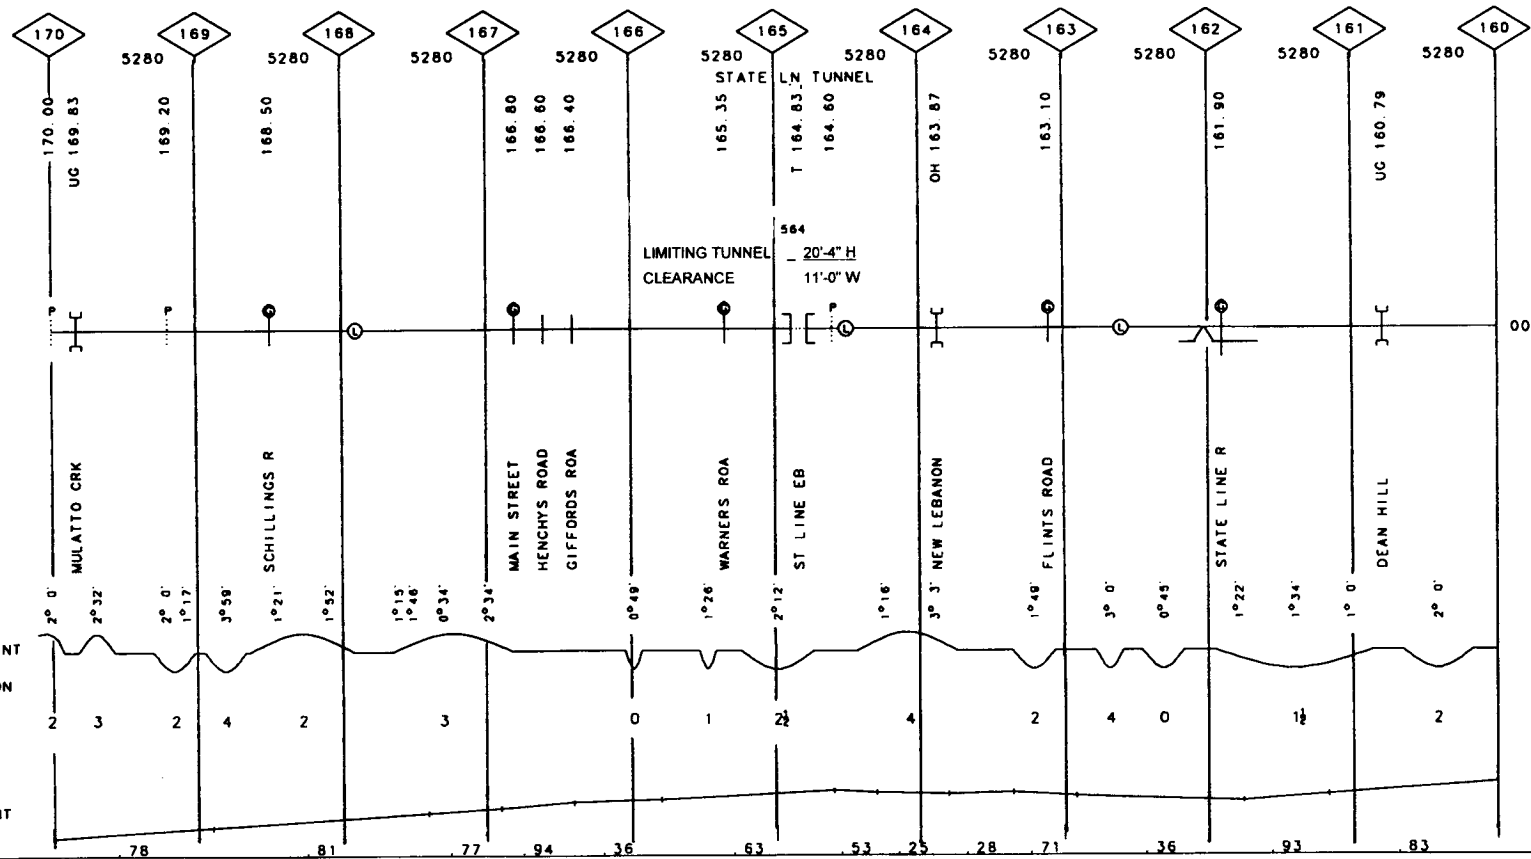 170 169 168 167 166 165 164 163 162 161 160
5280 5280 5280 5280 5280 5280 5280 5280 5280 5280
STATE LN TUNNEL
170.00
UG 169.83
169.20
168.50
166.80
166.60
166.40
165.35
T 164.83
164.60
OH 163.87
163.10
161.90
UG 160.79
564
LIMITING TUNNEL _ 20'-4" H
CLEARANCE 11'-0" W
P P G G G P G G
L L L
00
MULATTO CRK
SCHILLINGS R
MAIN STREET
HENCHYS ROAD
GIFFORDS ROA
WARNERS ROA
ST LINE EB
NEW LEBANON
FLINTS ROAD
STATE LINE R
DEAN HILL
2° 0' 2°32' 2° 0' 1°17' 3°59' 1°21' 1°52' 1°15' 1°46' 0°34' 2°34' 0°49' 1°26' 2°12' 1°16' 3° 3' 1°49' 3° 0' 0°45' 1°22' 1°34' 1° 0' 2° 0'
NT
ON
2 3 2 4 2 3 0 1 2½ 4 2 4 0 1½ 2
NT
.78 .81 .77 .94 .36 .63 .53 .25 .28 .71 .36 .93 .83